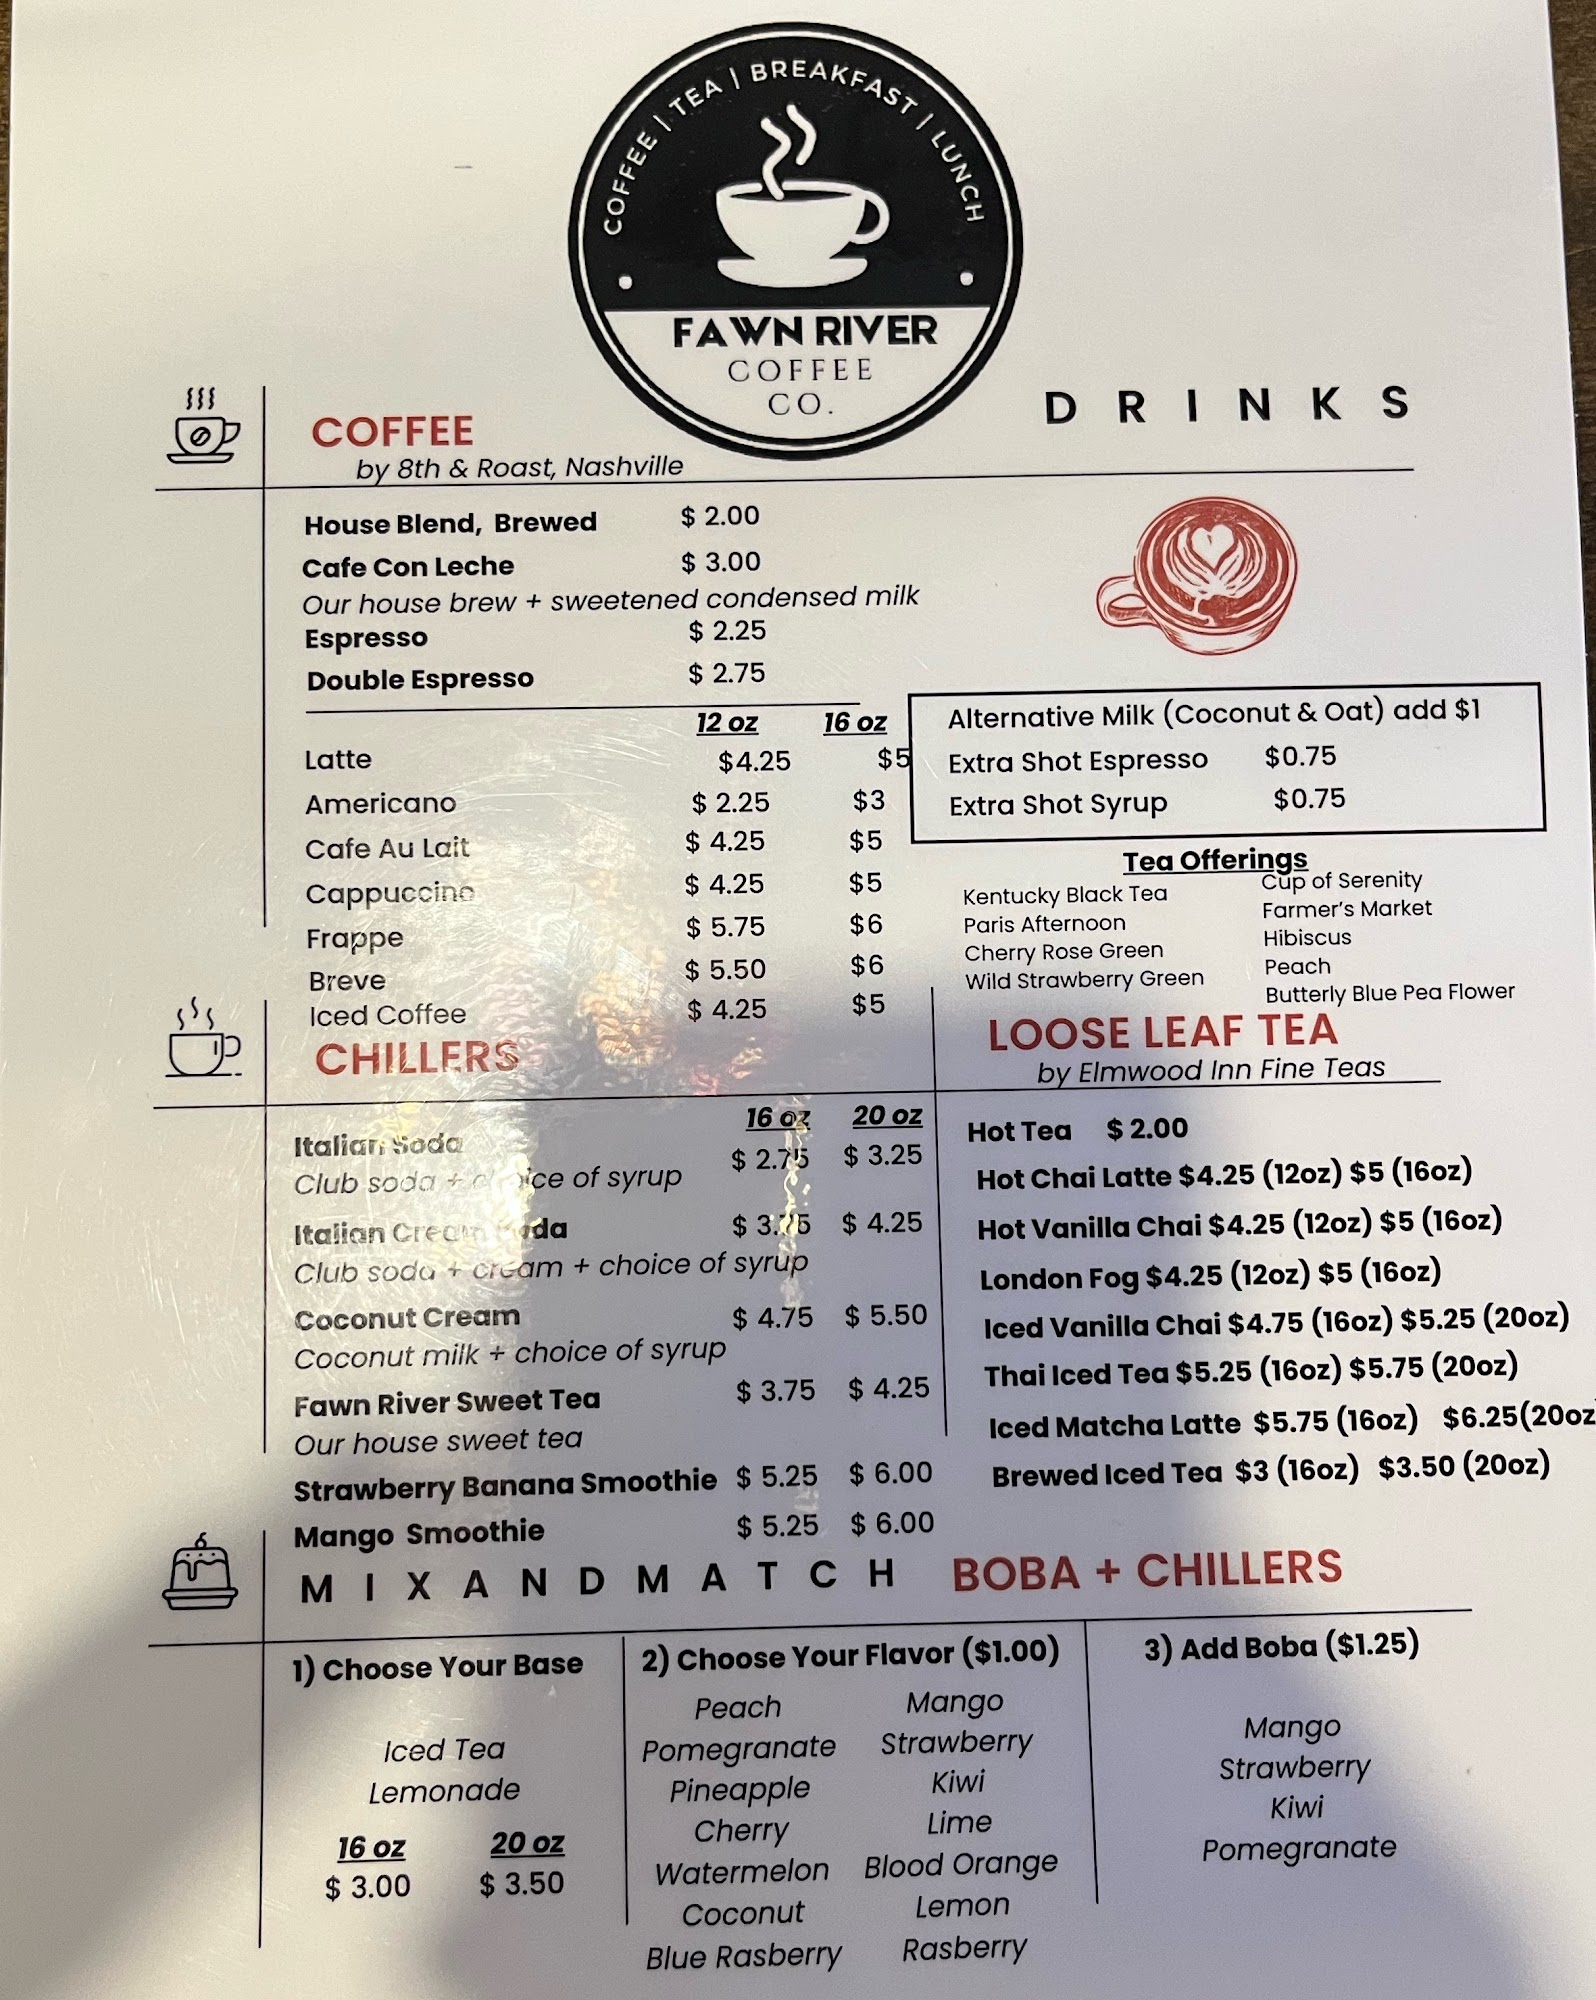 COFFEE | TEA | BREAKFAST | LUNCH
FAWN RIVER
COFFEE
CO.
DRINKS
COFFEE
by 8th & Roast, Nashville
House Blend, Brewed $ 2.00
Cafe Con Leche $ 3.00
Our house brew + sweetened condensed milk
Espresso $ 2.25
Double Espresso $ 2.75
12 oz 16 oz
Latte $4.25 $5
Americano $ 2.25 $3
Cafe Au Lait $ 4.25 $5
Cappuccino $ 4.25 $5
Frappe $ 5.75 $6
Breve $ 5.50 $6
Iced Coffee $ 4.25 $5
Alternative Milk (Coconut & Oat) add $1
Extra Shot Espresso $0.75
Extra Shot Syrup $0.75
Tea Offerings
Kentucky Black Tea
Paris Afternoon
Cherry Rose Green
Wild Strawberry Green
Cup of Serenity
Farmer's Market
Hibiscus
Peach
Butterly Blue Pea Flower
CHILLERS
16 oz 20 oz
Italian Soda $ 2.75 $ 3.25
Club soda + choice of syrup
Italian Cream Soda $ 3.75 $ 4.25
Club soda + cream + choice of syrup
Coconut Cream $ 4.75 $ 5.50
Coconut milk + choice of syrup
Fawn River Sweet Tea $ 3.75 $ 4.25
Our house sweet tea
Strawberry Banana Smoothie $ 5.25 $ 6.00
Mango Smoothie $ 5.25 $ 6.00
LOOSE LEAF TEA
by Elmwood Inn Fine Teas
Hot Tea $ 2.00
Hot Chai Latte $4.25 (12oz) $5 (16oz)
Hot Vanilla Chai $4.25 (12oz) $5 (16oz)
London Fog $4.25 (12oz) $5 (16oz)
Iced Vanilla Chai $4.75 (16oz) $5.25 (20oz)
Thai Iced Tea $5.25 (16oz) $5.75 (20oz)
Iced Matcha Latte $5.75 (16oz) $6.25(20oz
Brewed Iced Tea $3 (16oz) $3.50 (20oz)
MIXANDMATCH BOBA + CHILLERS
1) Choose Your Base
Iced Tea
Lemonade
16 oz 20 oz
$ 3.00 $ 3.50
2) Choose Your Flavor ($1.00)
Peach Mango
Pomegranate Strawberry
Pineapple Kiwi
Cherry Lime
Watermelon Blood Orange
Coconut Lemon
Blue Rasberry Rasberry
3) Add Boba ($1.25)
Mango
Strawberry
Kiwi
Pomegranate